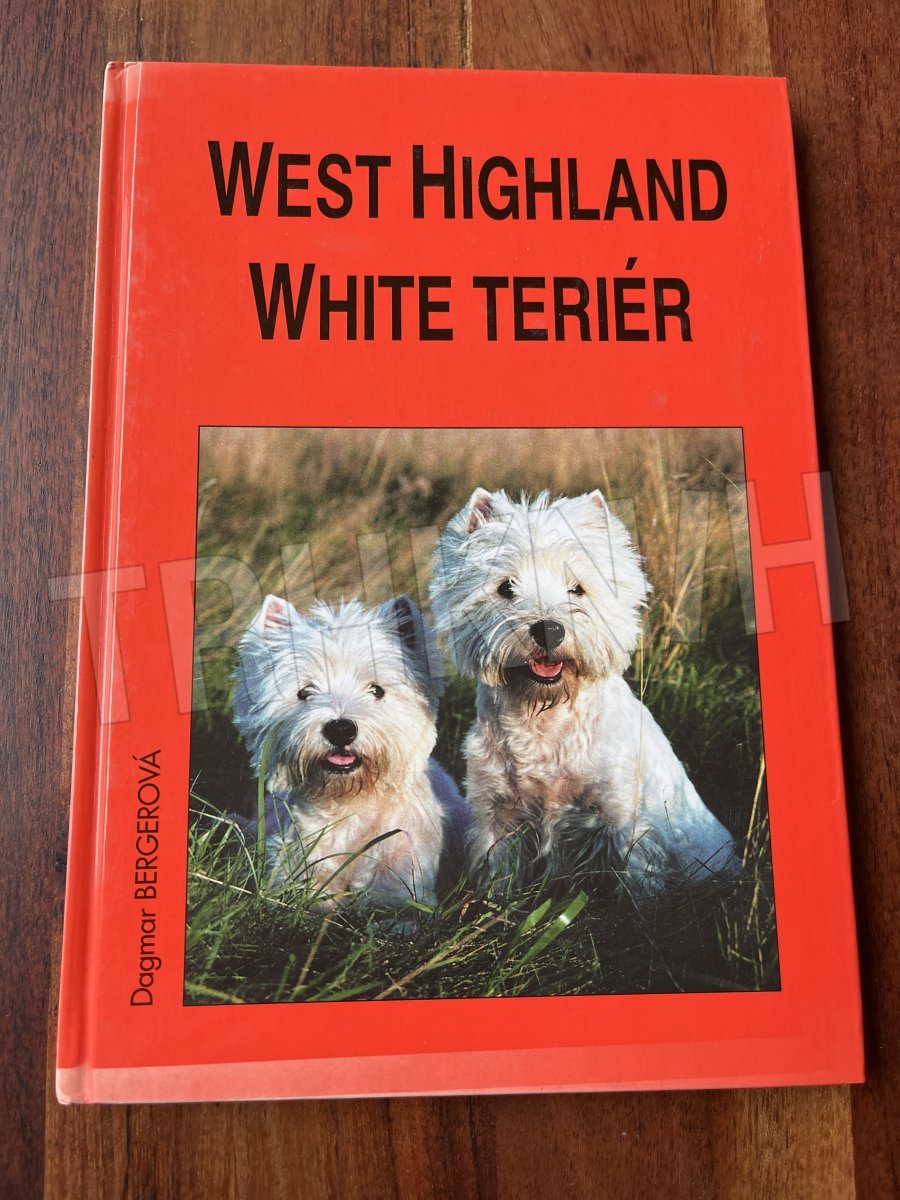 WEST HIGHLAND
WHITE TERIÉR
Dagmar BERGEROVÁ